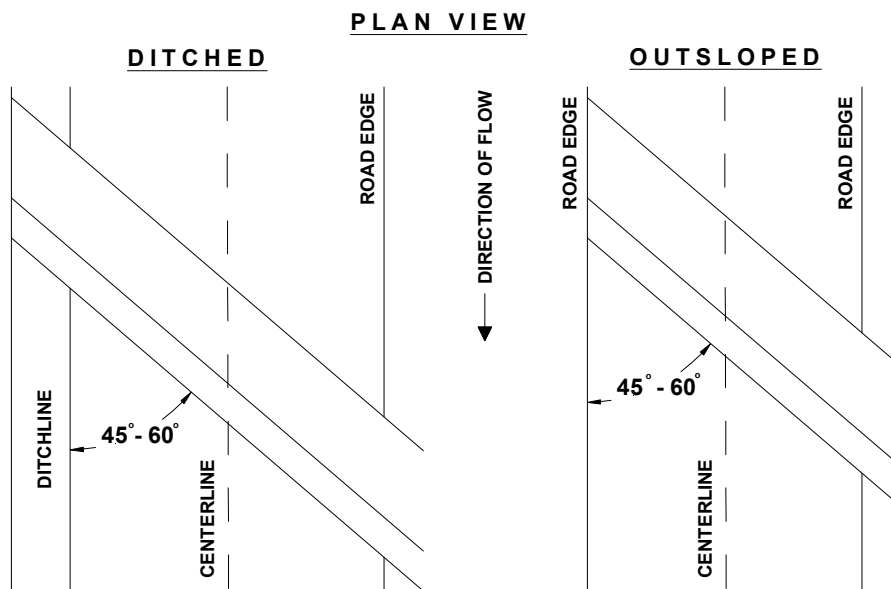 PLAN VIEW
DITCHED
OUTSLOPED
ROAD EDGE
DIRECTION OF FLOW
ROAD EDGE
ROAD EDGE
45°- 60°
45°- 60°
DITCHLINE
CENTERLINE
CENTERLINE